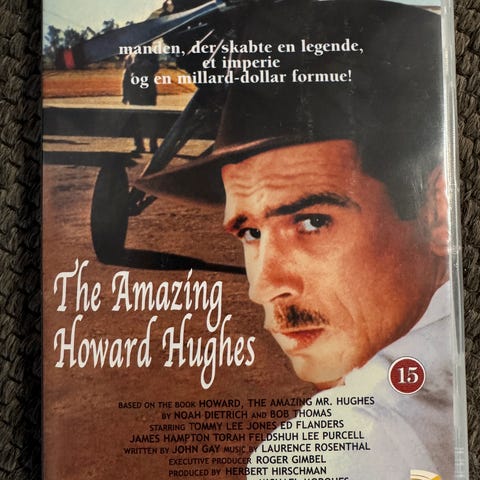 manden, der skabte en legende,
et imperie
og en millard-dollar formue!
The Amazing
Howard Hughes
15
BASED ON THE BOOK HOWARD, THE AMAZING MR. HUGHES
BY NOAH DIETRICH AND BOB THOMAS
STARRING TOMMY LEE JONES ED FLANDERS
JAMES HAMPTON TORAH FELDSHUH LEE PURCELL
WRITTEN BY JOHN GAY MUSIC BY LAURENCE ROSENTHAL
EXECUTIVE PRODUCER ROGER GIMBEL
PRODUCED BY HERBERT HIRSCHMAN